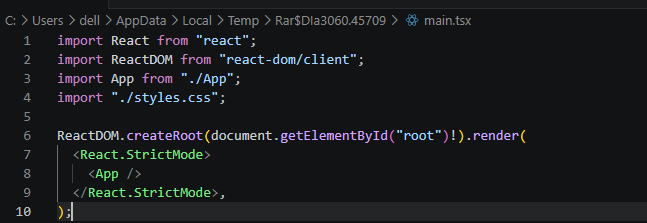 C: > Users > dell > AppData > Local > Temp > Rar$DIa3060.45709 > main.tsx
1 import React from "react";
2 import ReactDOM from "react-dom/client";
3 import App from "./App";
4 import "./styles.css";
5
6 ReactDOM.createRoot(document.getElementById("root")!).render(
7   <React.StrictMode>
8     <App />
9   </React.StrictMode>,
10 );